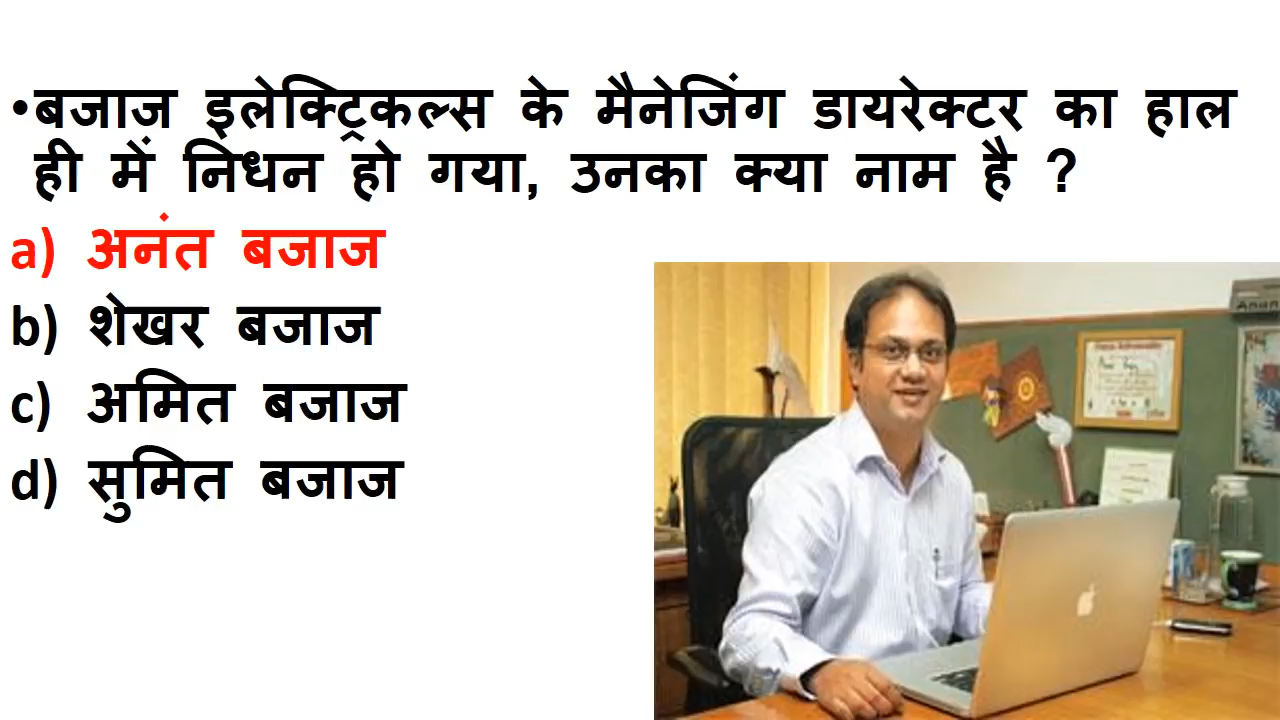 •बजाज इलेक्ट्रिकल्स के मैनेजिंग डायरेक्टर का हाल
ही में निधन हो गया, उनका क्या नाम है ?
a) अनंत बजाज
b) शेखर बजाज
c) अमित बजाज
d) सुमित बजाज